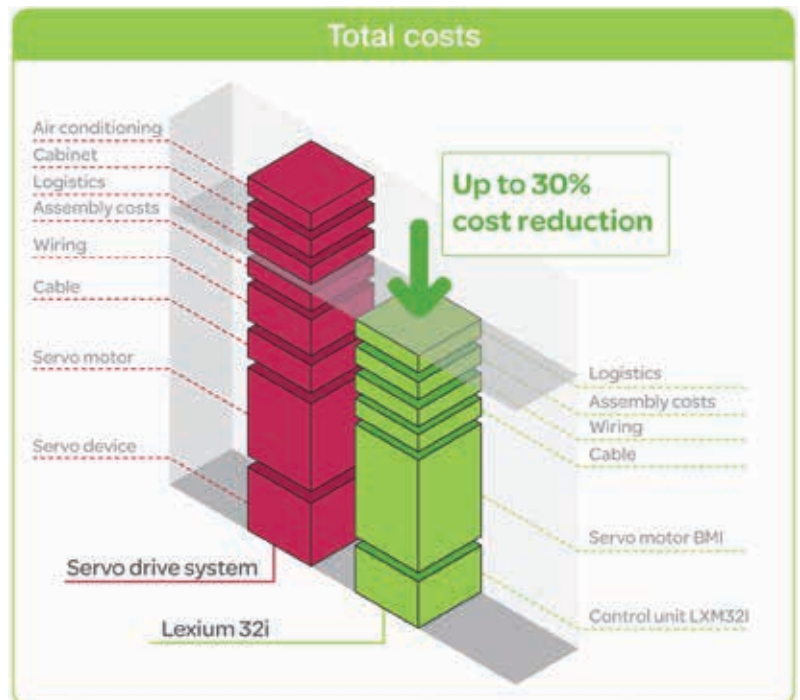 Total costs
Air conditioning
Cabinet
Logistics
Assembly costs
Wiring
Cable
Servo motor
Servo device
Servo drive system
Lexium 32i
Up to 30%
cost reduction
Logistics
Assembly costs
Wiring
Cable
Servo motor BMI
Control unit LXM32I